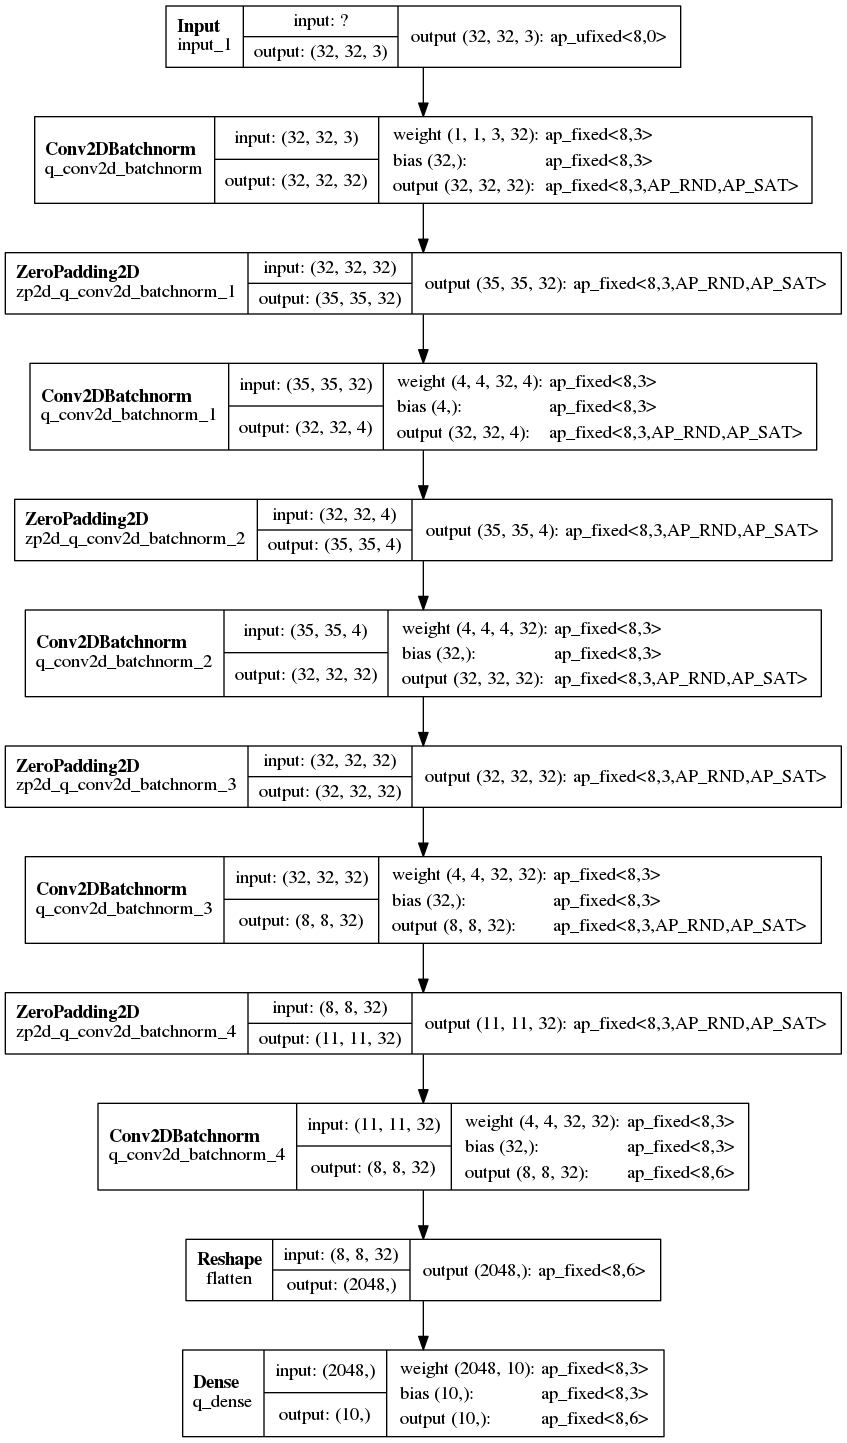 Input
input_1
input: ?
output: (32, 32, 3)
output (32, 32, 3): ap_ufixed<8,0>
Conv2DBatchnorm
q_conv2d_batchnorm
input: (32, 32, 3)
output: (32, 32, 32)
weight (1, 1, 3, 32): ap_fixed<8,3>
bias (32,): ap_fixed<8,3>
output (32, 32, 32): ap_fixed<8,3,AP_RND,AP_SAT>
ZeroPadding2D
zp2d_q_conv2d_batchnorm_1
input: (32, 32, 32)
output: (35, 35, 32)
output (35, 35, 32): ap_fixed<8,3,AP_RND,AP_SAT>
Conv2DBatchnorm
q_conv2d_batchnorm_1
input: (35, 35, 32)
output: (32, 32, 4)
weight (4, 4, 32, 4): ap_fixed<8,3>
bias (4,): ap_fixed<8,3>
output (32, 32, 4): ap_fixed<8,3,AP_RND,AP_SAT>
ZeroPadding2D
zp2d_q_conv2d_batchnorm_2
input: (32, 32, 4)
output: (35, 35, 4)
output (35, 35, 4): ap_fixed<8,3,AP_RND,AP_SAT>
Conv2DBatchnorm
q_conv2d_batchnorm_2
input: (35, 35, 4)
output: (32, 32, 32)
weight (4, 4, 4, 32): ap_fixed<8,3>
bias (32,): ap_fixed<8,3>
output (32, 32, 32): ap_fixed<8,3,AP_RND,AP_SAT>
ZeroPadding2D
zp2d_q_conv2d_batchnorm_3
input: (32, 32, 32)
output: (32, 32, 32)
output (32, 32, 32): ap_fixed<8,3,AP_RND,AP_SAT>
Conv2DBatchnorm
q_conv2d_batchnorm_3
input: (32, 32, 32)
output: (8, 8, 32)
weight (4, 4, 32, 32): ap_fixed<8,3>
bias (32,): ap_fixed<8,3>
output (8, 8, 32): ap_fixed<8,3,AP_RND,AP_SAT>
ZeroPadding2D
zp2d_q_conv2d_batchnorm_4
input: (8, 8, 32)
output: (11, 11, 32)
output (11, 11, 32): ap_fixed<8,3,AP_RND,AP_SAT>
Conv2DBatchnorm
q_conv2d_batchnorm_4
input: (11, 11, 32)
output: (8, 8, 32)
weight (4, 4, 32, 32): ap_fixed<8,3>
bias (32,): ap_fixed<8,3>
output (8, 8, 32): ap_fixed<8,6>
Reshape
flatten
input: (8, 8, 32)
output: (2048,)
output (2048,): ap_fixed<8,6>
Dense
q_dense
input: (2048,)
output: (10,)
weight (2048, 10): ap_fixed<8,3>
bias (10,): ap_fixed<8,3>
output (10,): ap_fixed<8,6>